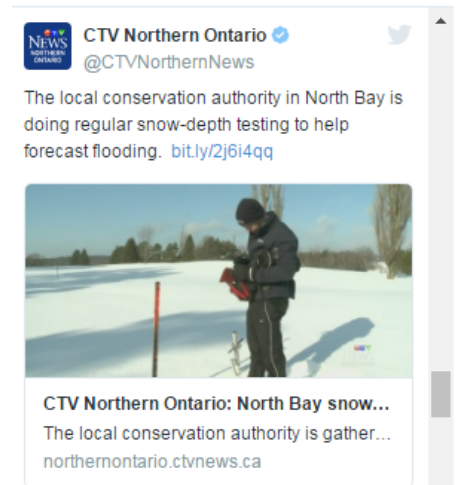 CTV
NEWS
NORTHERN
ONTARIO
CTV Northern Ontario
@CTVNorthernNews
The local conservation authority in North Bay is
doing regular snow-depth testing to help
forecast flooding. bit.ly/2j6i4qq
CTV Northern Ontario: North Bay snow...
The local conservation authority is gather...
northernontario.ctvnews.ca